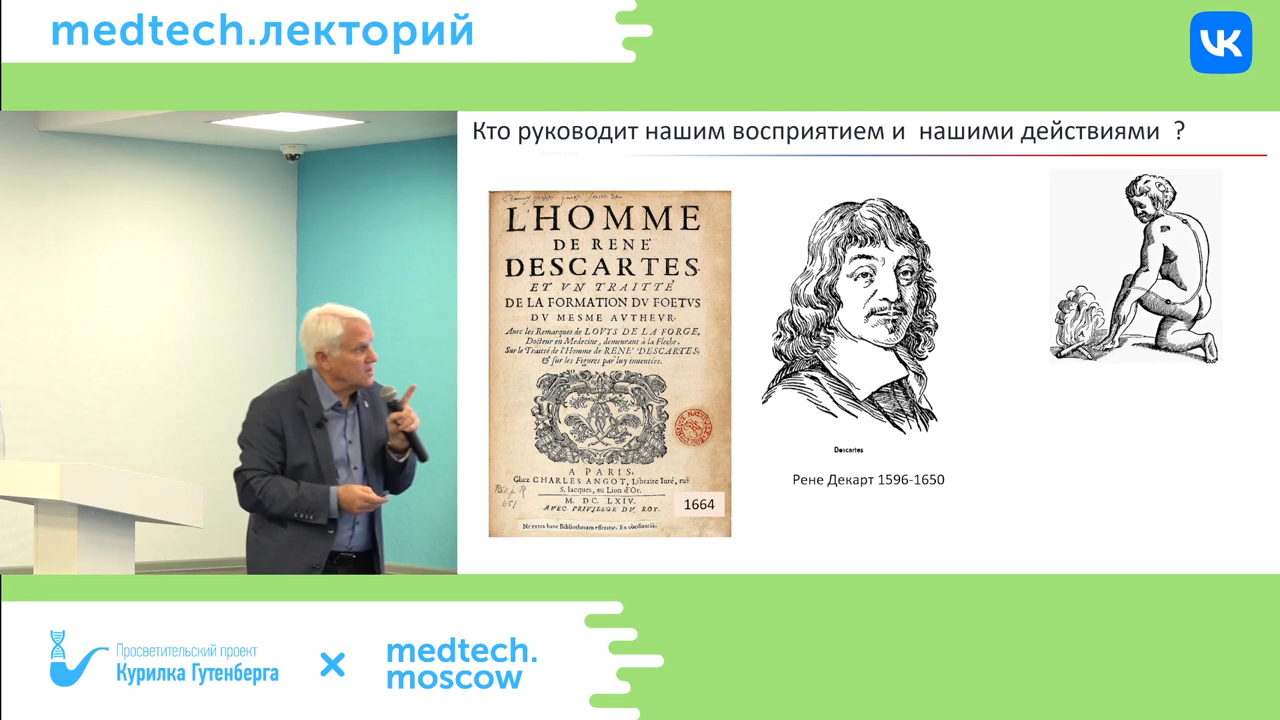 medtech.лекторий
VK
Кто руководит нашим восприятием и нашими действиями ?
L'HOMME
DE RENE'
DESCARTES
ET VN TRAITTE'
DE LA FORMATION DV FOETVS
DV MESME AVTHEVR.
Avec les Remarques de LOVYS DE LA FORGE,
Docteur en Medecine, demeurant à la Fleche,
Sur le Traitté de l'Homme de RENE' DESCARTES;
& sur les Figures par luy inuentées.
A PARIS,
Chez CHARLES ANGOT, Libraire Iuré, ruë
S. Iacques, au Lion d'Or.
M. DC. LXIV.
AVEC PRIVILEGE DV ROY.
1664
Descartes
Рене Декарт 1596-1650
Просветительский проект
Курилка Гутенберга
×
medtech.
moscow